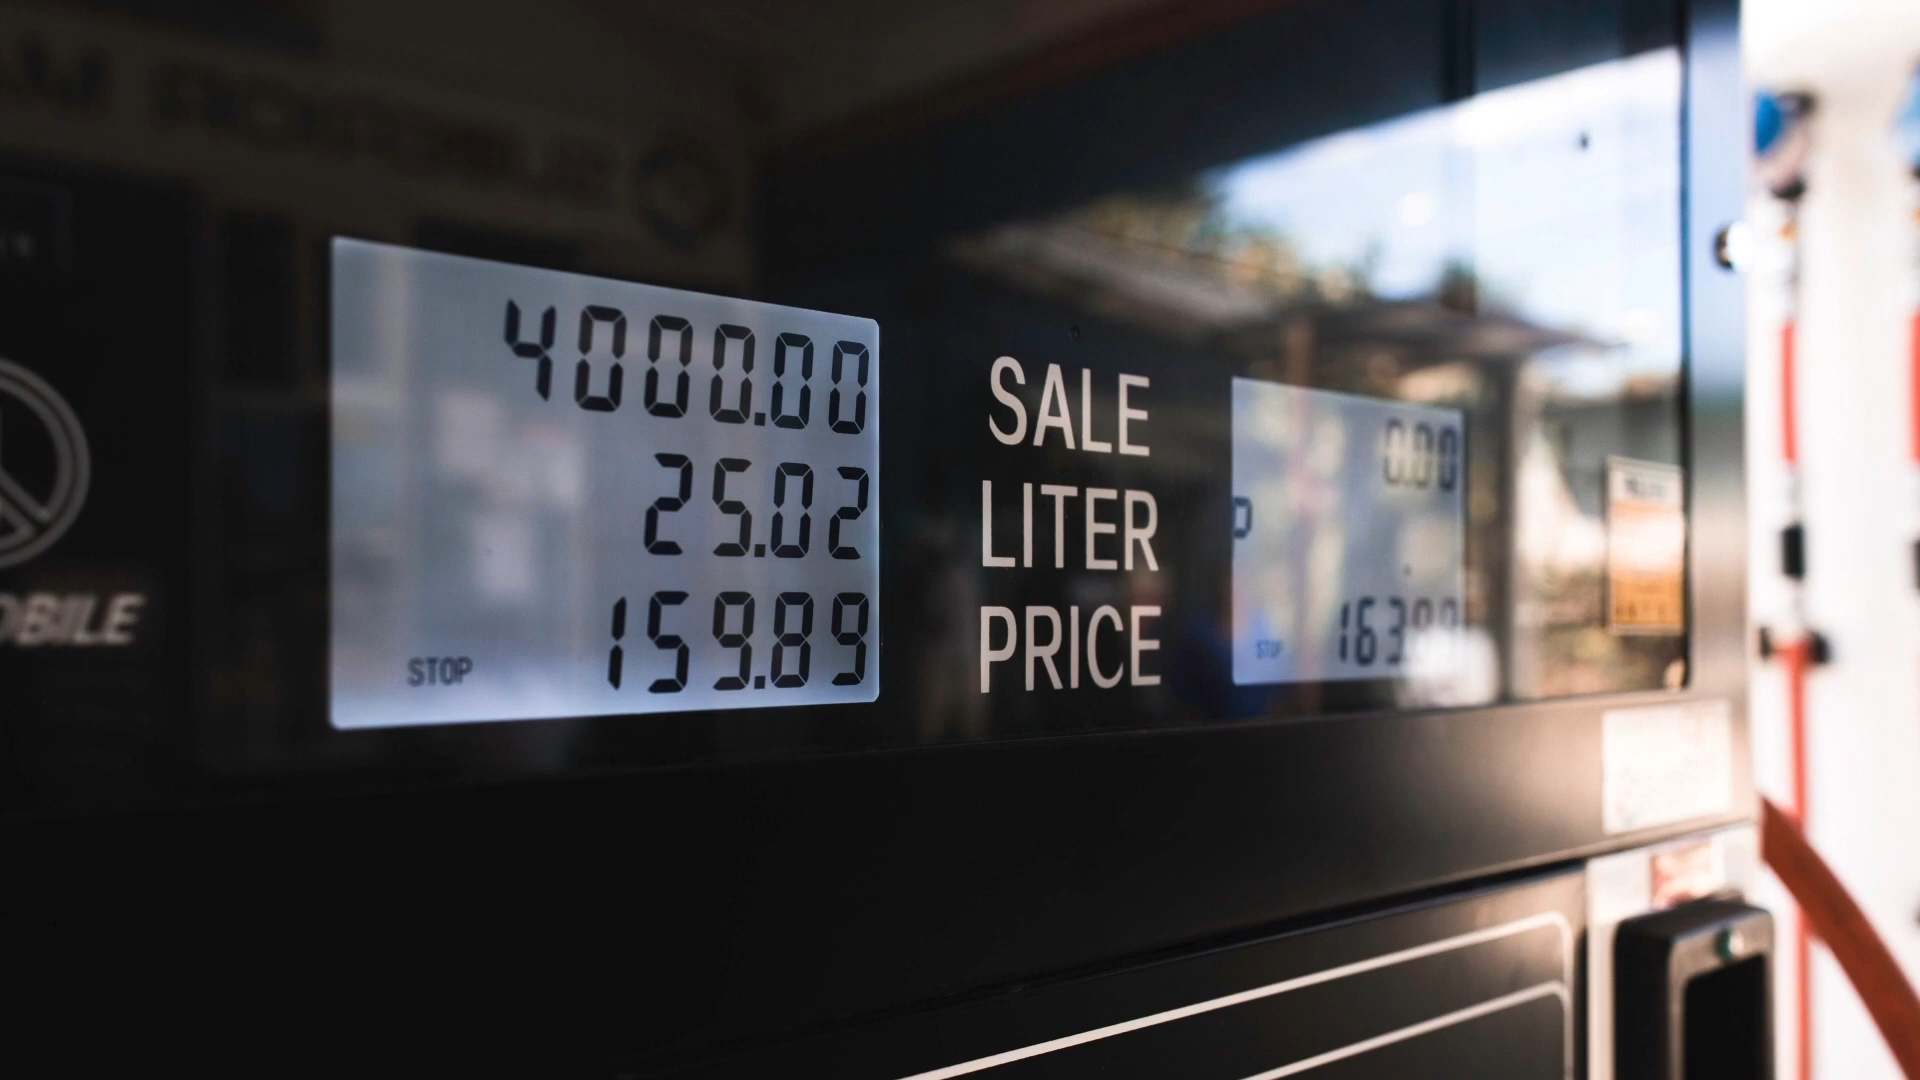 4000.00
25.02
159.89
STOP
SALE
LITER
PRICE
0.00
P
STOP
OBILE